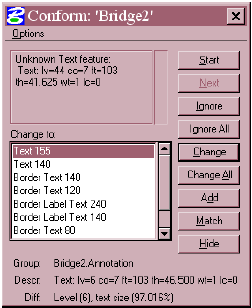 Conform: 'Bridge2'
Options
Unknown Text feature:
Text: lv=44 co=7 ft=103
th=41.625 wt=1 lc=0
Start
Next
Ignore
Ignore All
Change to:
Change
Change All
Add
Match
Hide
Text 155
Text 140
Border Text 140
Border Text 120
Border Label Text 240
Border Label Text 140
Border Text 80
Group: Bridge2.Annotation
Descr: Text: lv=6 co=7 ft=103 th=46.500 wt=1 lc=0
Diff: Level (6), text size (97.016%)